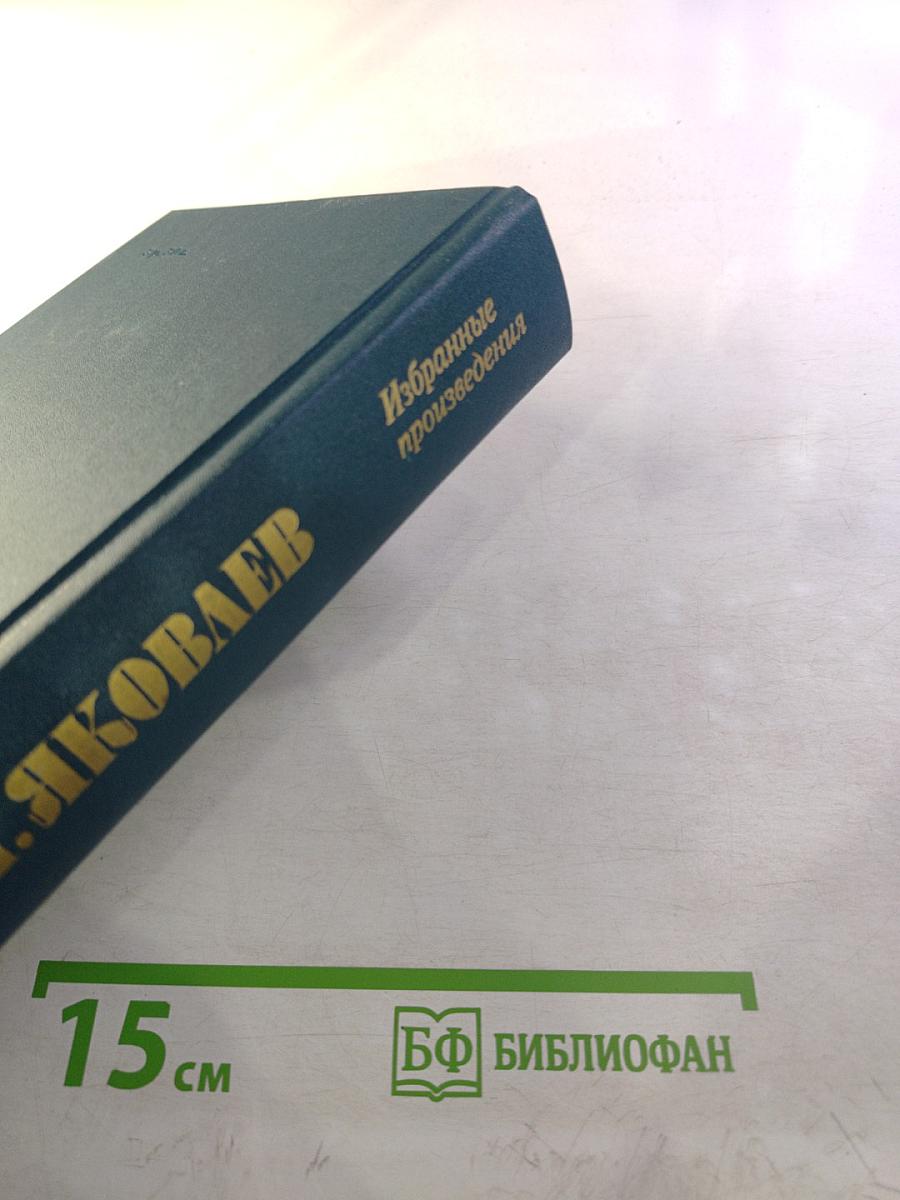 Избранные
произведения
. ЯКОВЛЕВ
15 см
БФ БИБЛИОФАН